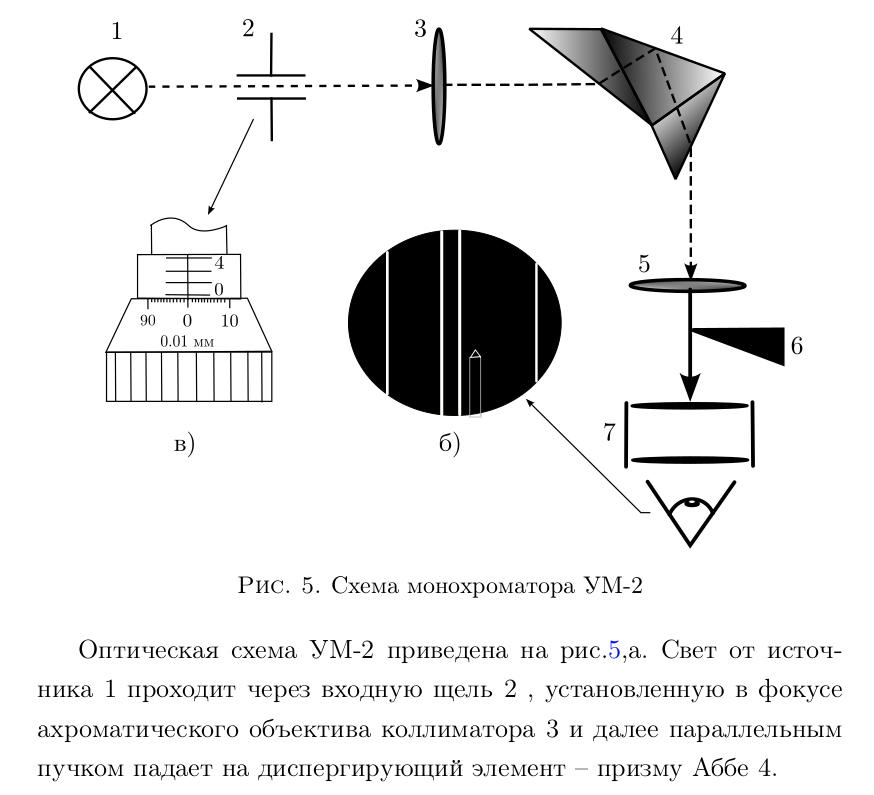 1
2
3
4
5
6
7
4
0
90 0 10
0.01 мм
в)
б)
Рис. 5. Схема монохроматора УМ-2
Оптическая схема УМ-2 приведена на рис.5,а. Свет от источ-
ника 1 проходит через входную щель 2 , установленную в фокусе
ахроматического объектива коллиматора 3 и далее параллельным
пучком падает на диспергирующий элемент – призму Аббе 4.